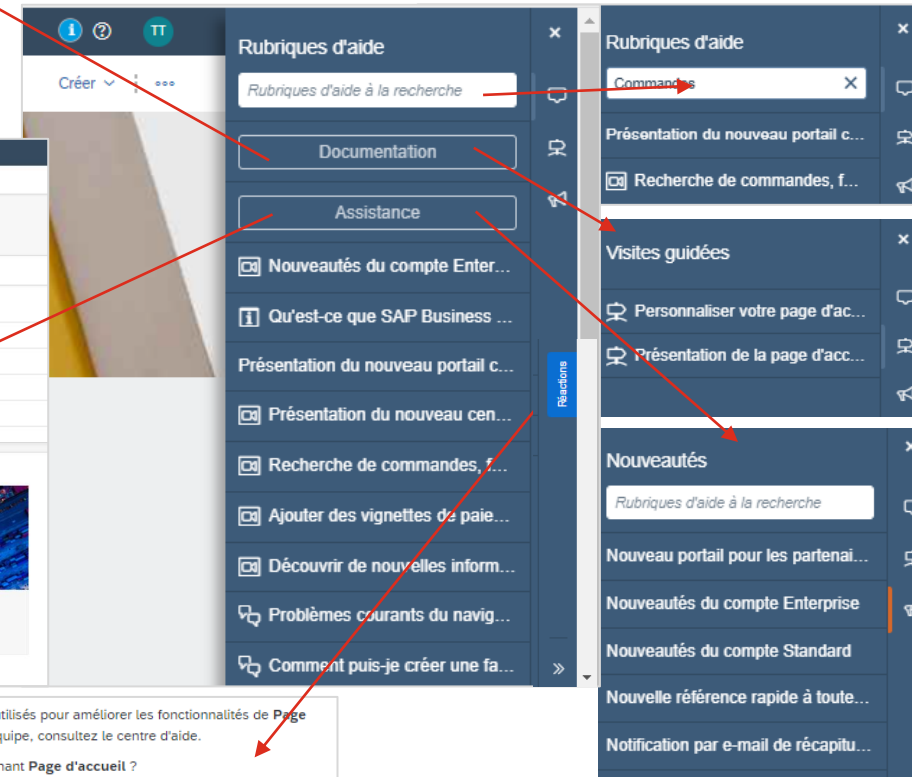 TT
Créer
Rubriques d'aide
Rubriques d'aide à la recherche
Documentation
Assistance
Nouveautés du compte Enter...
Qu'est-ce que SAP Business ...
Présentation du nouveau portail c...
Présentation du nouveau cen...
Recherche de commandes, f...
Ajouter des vignettes de paie...
Découvrir de nouvelles inform...
Problèmes courants du navig...
Comment puis-je créer une fa...
Réactions
Rubriques d'aide
Commandes
Présentation du nouveau portail c...
Recherche de commandes, f...
Visites guidées
Personnaliser votre page d'ac...
Présentation de la page d'acc...
Nouveautés
Rubriques d'aide à la recherche
Nouveau portail pour les partenai...
Nouveautés du compte Enterprise
Nouveautés du compte Standard
Nouvelle référence rapide à toute...
Notification par e-mail de récapitu...
utilisés pour améliorer les fonctionnalités de Page
quipe, consultez le centre d'aide.
nant Page d'accueil ?